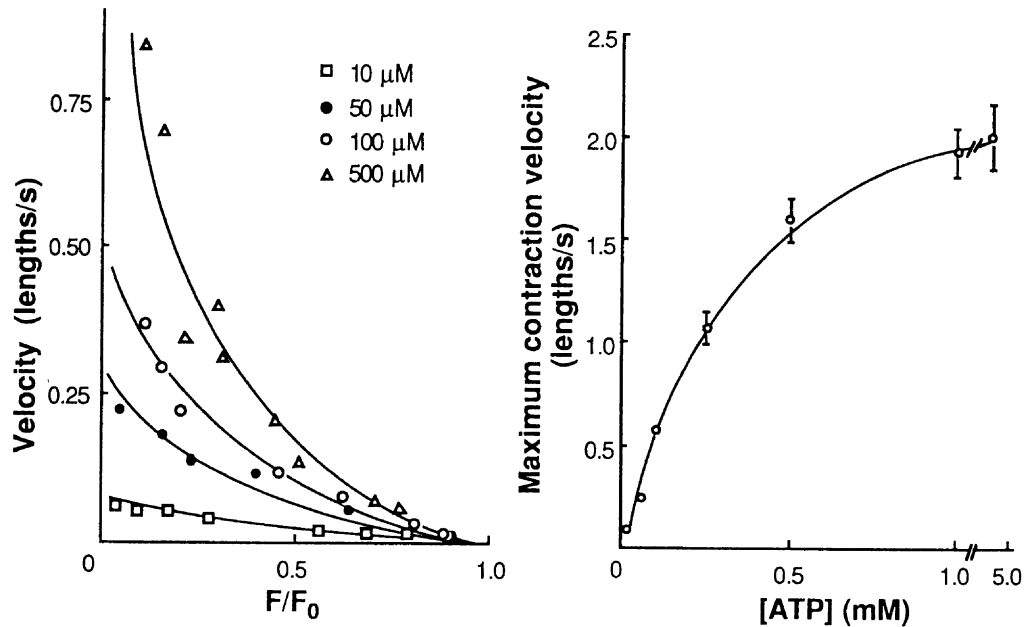 Velocity (lengths/s)
0.75
0.50
0.25
0
0.5
1.0
F/F₀
10 µM
50 µM
100 µM
500 µM
Maximum contraction velocity
(lengths/s)
2.5
2.0
1.5
1.0
0.5
0
0.5
1.0
5.0
[ATP] (mM)